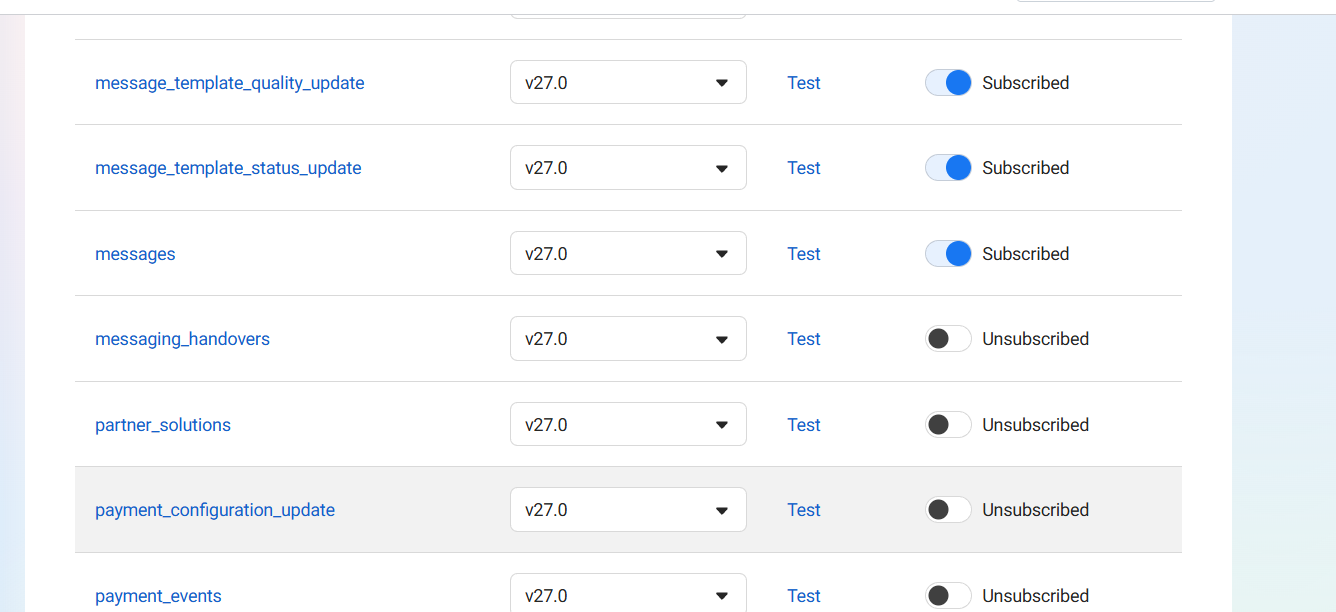 message_template_quality_update v27.0 Test Subscribed
message_template_status_update v27.0 Test Subscribed
messages v27.0 Test Subscribed
messaging_handovers v27.0 Test Unsubscribed
partner_solutions v27.0 Test Unsubscribed
payment_configuration_update v27.0 Test Unsubscribed
payment_events v27.0 Test Unsubscribed